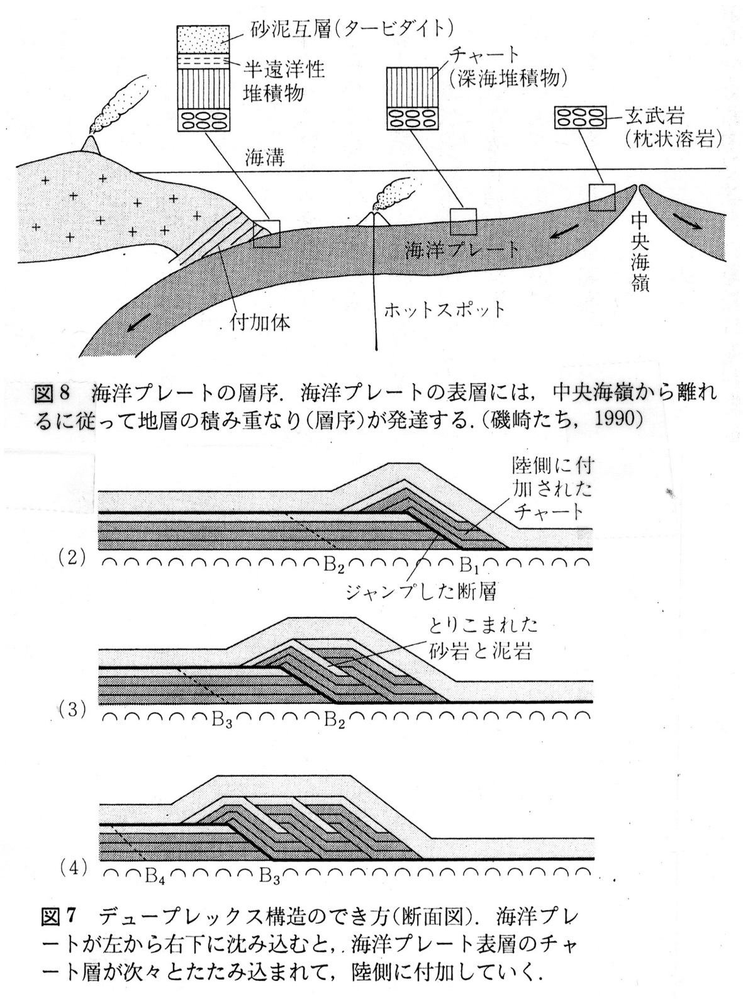 砂泥互層(タービダイト)
半遠洋性
堆積物
チャート
(深海堆積物)
玄武岩
(枕状溶岩)
海溝
海洋プレート
中央海嶺
ホットスポット
付加体
図8 海洋プレートの層序. 海洋プレートの表層には, 中央海嶺から離れ
るに従って地層の積み重なり(層序)が発達する. (磯崎たち, 1990)
陸側に付
加された
チャート
(2)
B₂
B₁
ジャンプした断層
とりこまれた
砂岩と泥岩
(3)
B₃
B₂
(4)
B₄
B₃
図7 デュープレックス構造のでき方(断面図). 海洋プレ
ートが左から右下に沈み込むと, 海洋プレート表層のチャ
ート層が次々とたたみ込まれて, 陸側に付加していく.